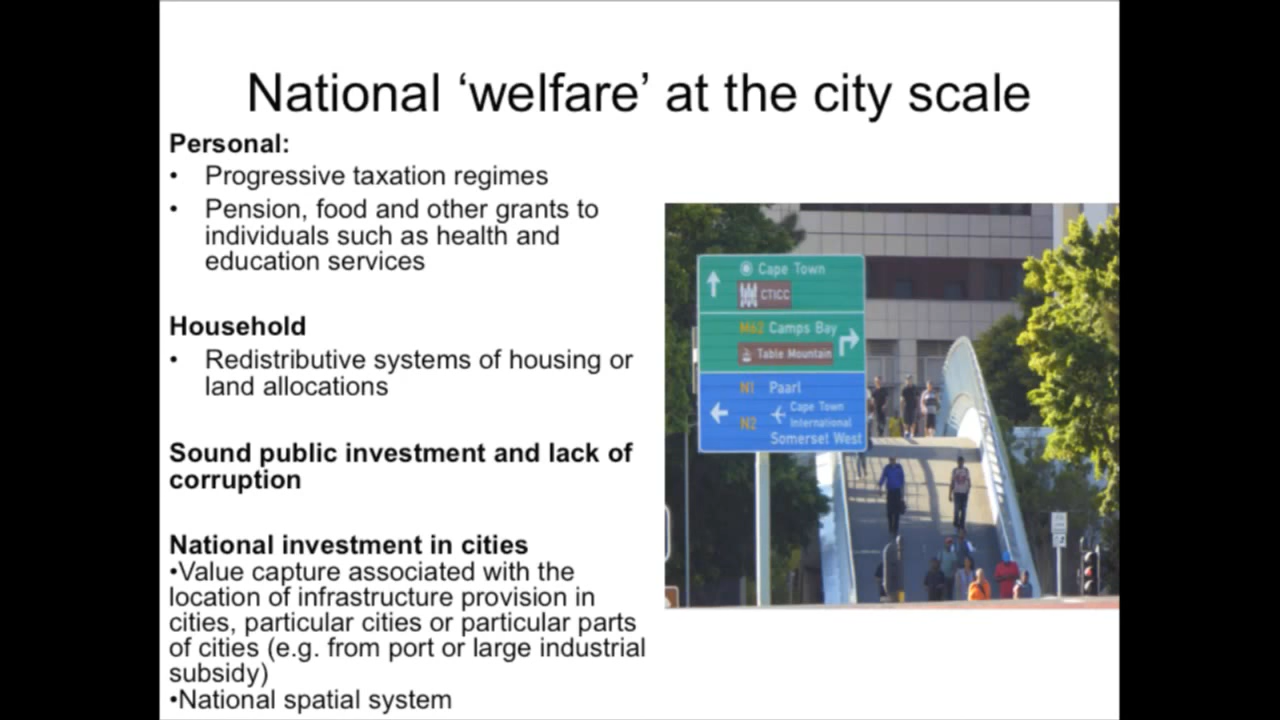 National ‘welfare’ at the city scale
Personal:
• Progressive taxation regimes
• Pension, food and other grants to
individuals such as health and
education services
Household
• Redistributive systems of housing or
land allocations
Sound public investment and lack of
corruption
National investment in cities
•Value capture associated with the
location of infrastructure provision in
cities, particular cities or particular parts
of cities (e.g. from port or large industrial
subsidy)
•National spatial system
Cape Town
CTICC
M62 Camps Bay
Table Mountain
N1 Paarl
N2 Cape Town
International
Somerset West